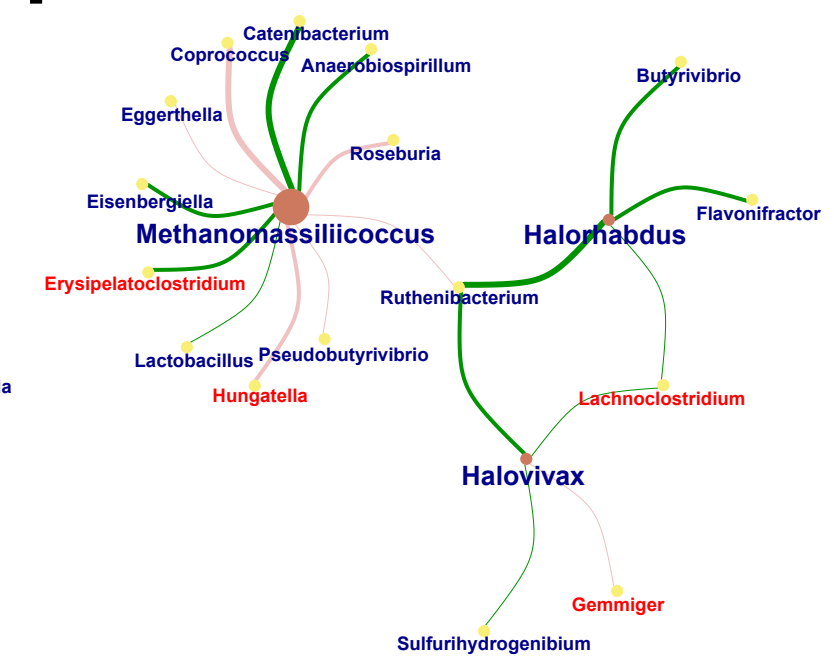 Catenibacterium
Coprococcus
Anaerobiospirillum
Butyrivibrio
Eggerthella
Roseburia
Eisenbergiella
Flavonifractor
Methanomassiliicoccus
Halorhabdus
Erysipelatoclostridium
Ruthenibacterium
Lactobacillus
Pseudobutyrivibrio
la
Hungatella
Lachnoclostridium
Halovivax
Gemmiger
Sulfurihydrogenibium